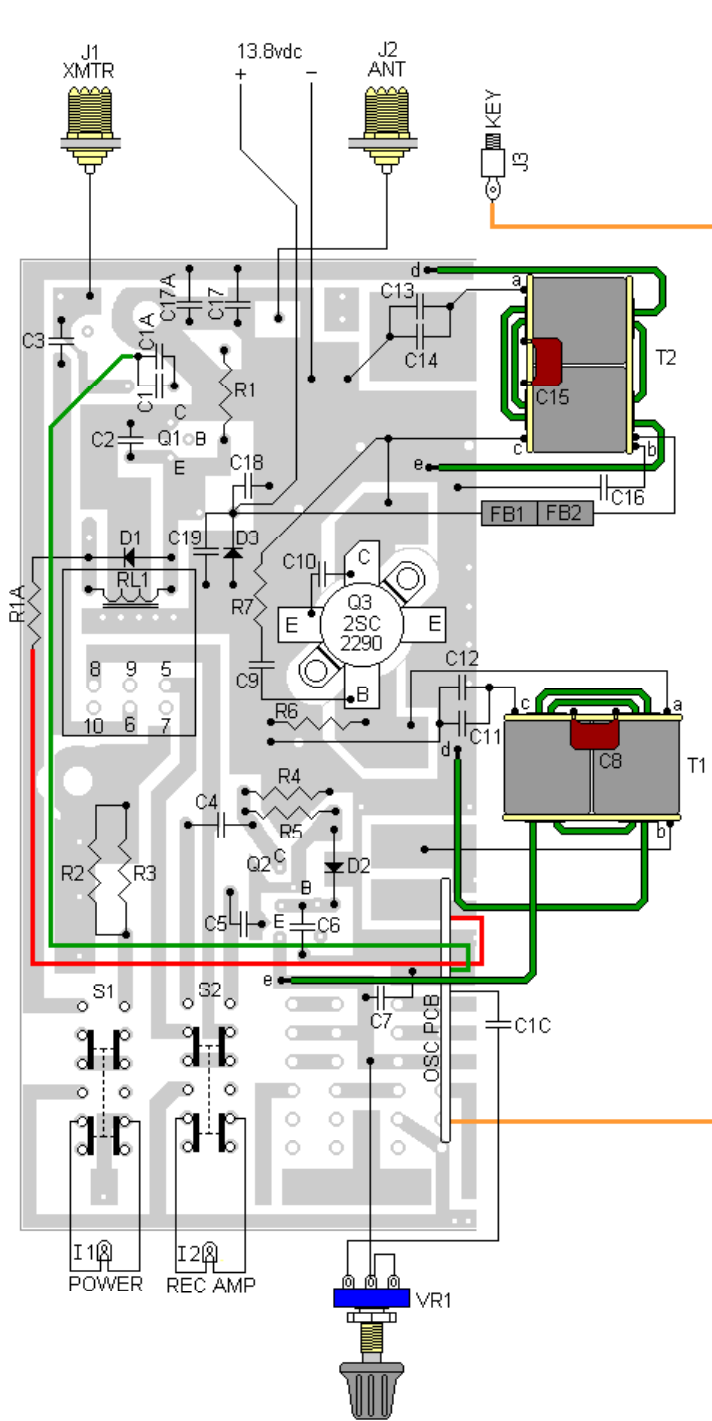 J1
XMTR
13.8vdc
+
–
J2
ANT
KEY
J3
d
a
C17A
C17
C13
C3
C1A
C14
T2
C1
R1
C15
C
C2
Q1
B
E
c
b
e
C18
C16
FB1
FB2
D1
C19
D3
C10
C
RL1
R1A
R7
Q3
2SC
2290
E
E
8
9
5
C9
B
C12
c
a
10
6
7
R6
C11
d
C8
T1
R4
C4
R5
b
Q2
C
R2
R3
D2
B
C5
E
C6
e
S1
S2
C7
C1C
OSC PCB
I1
I2
POWER
REC AMP
VR1